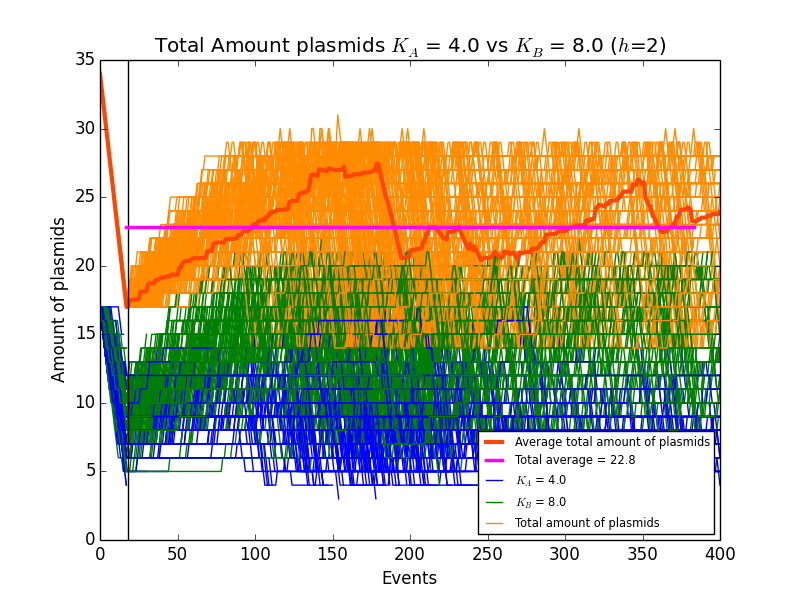 Total Amount plasmids K_A = 4.0 vs K_B = 8.0 (h=2)
35
30
25
20
15
10
5
0
Amount of plasmids
Average total amount of plasmids
Total average = 22.8
K_A = 4.0
K_B = 8.0
Total amount of plasmids
0 50 100 150 200 250 300 350 400
Events